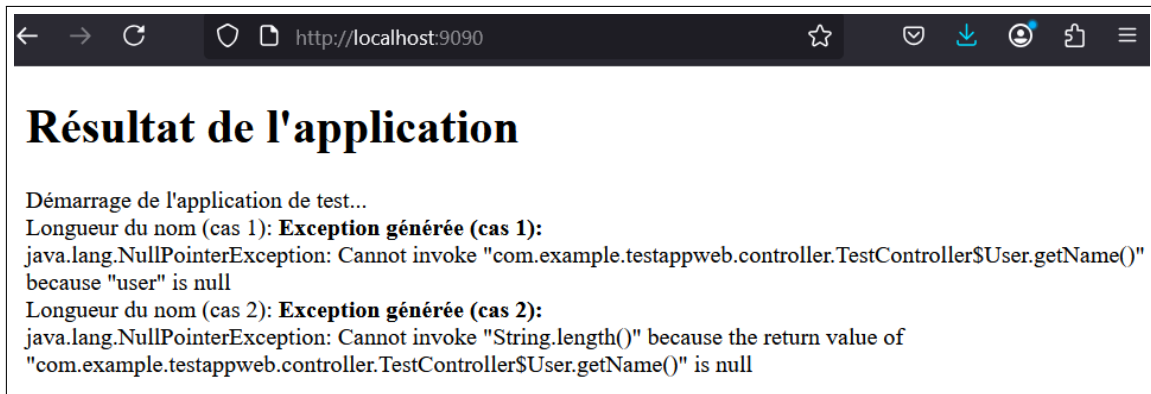 http://localhost:9090
Résultat de l'application
Démarrage de l'application de test...
Longueur du nom (cas 1): Exception générée (cas 1):
java.lang.NullPointerException: Cannot invoke "com.example.testappweb.controller.TestController$User.getName()"
because "user" is null
Longueur du nom (cas 2): Exception générée (cas 2):
java.lang.NullPointerException: Cannot invoke "String.length()" because the return value of
"com.example.testappweb.controller.TestController$User.getName()" is null